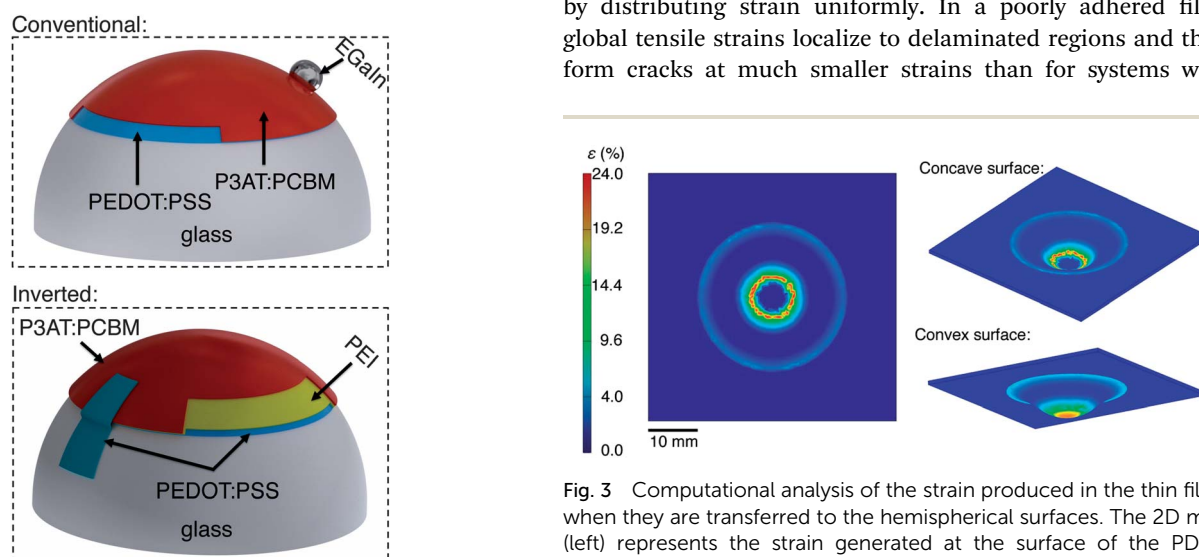 Conventional:
EGaIn
P3AT:PCBM
PEDOT:PSS
glass
Inverted:
P3AT:PCBM
PEI
PEDOT:PSS
glass
by distributing strain uniformly. In a poorly adhered
global tensile strains localize to delaminated regions and
form cracks at much smaller strains than for systems
ε (%)
24.0
19.2
14.4
9.6
4.0
0.0
10 mm
Concave surface:
Convex surface:
Fig. 3 Computational analysis of the strain produced in the thin
when they are transferred to the hemispherical surfaces. The 2D
(left) represents the strain generated at the surface of the